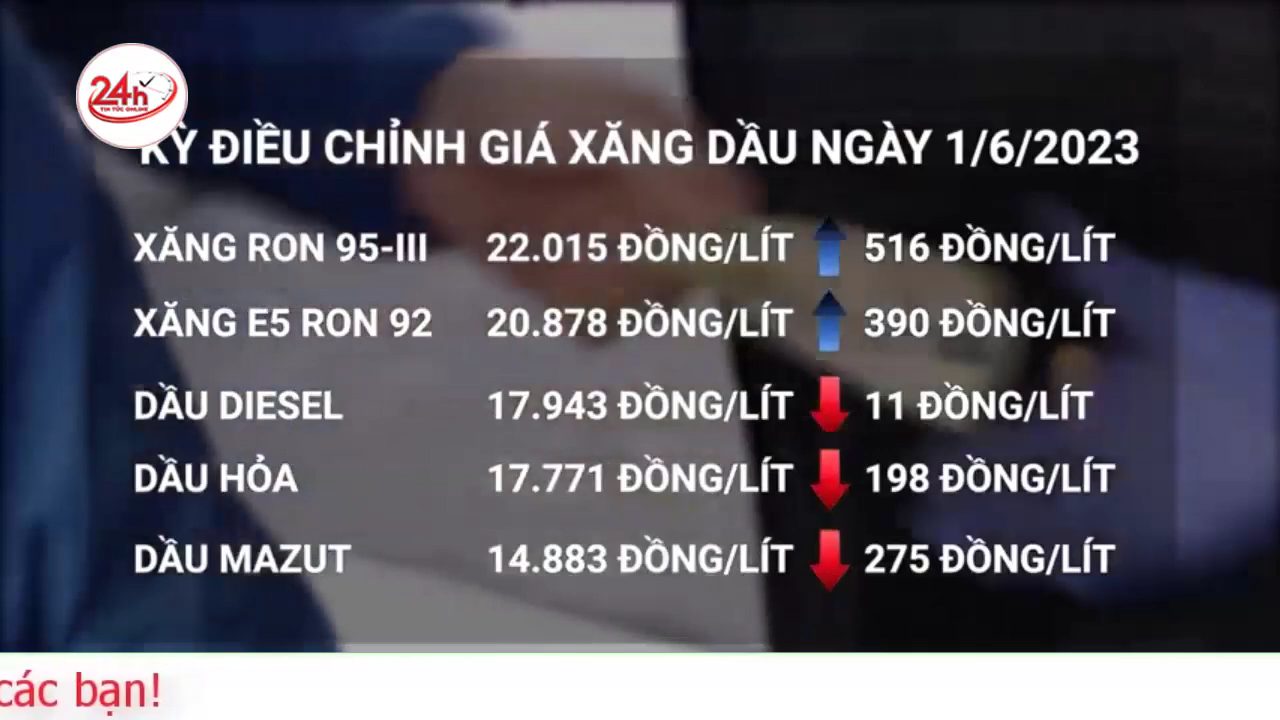 24h
TIN TỨC ONLINE
KỲ ĐIỀU CHỈNH GIÁ XĂNG DẦU NGÀY 1/6/2023
XĂNG RON 95-III 22.015 ĐỒNG/LÍT 516 ĐỒNG/LÍT
XĂNG E5 RON 92 20.878 ĐỒNG/LÍT 390 ĐỒNG/LÍT
DẦU DIESEL 17.943 ĐỒNG/LÍT 11 ĐỒNG/LÍT
DẦU HỎA 17.771 ĐỒNG/LÍT 198 ĐỒNG/LÍT
DẦU MAZUT 14.883 ĐỒNG/LÍT 275 ĐỒNG/LÍT
các bạn!